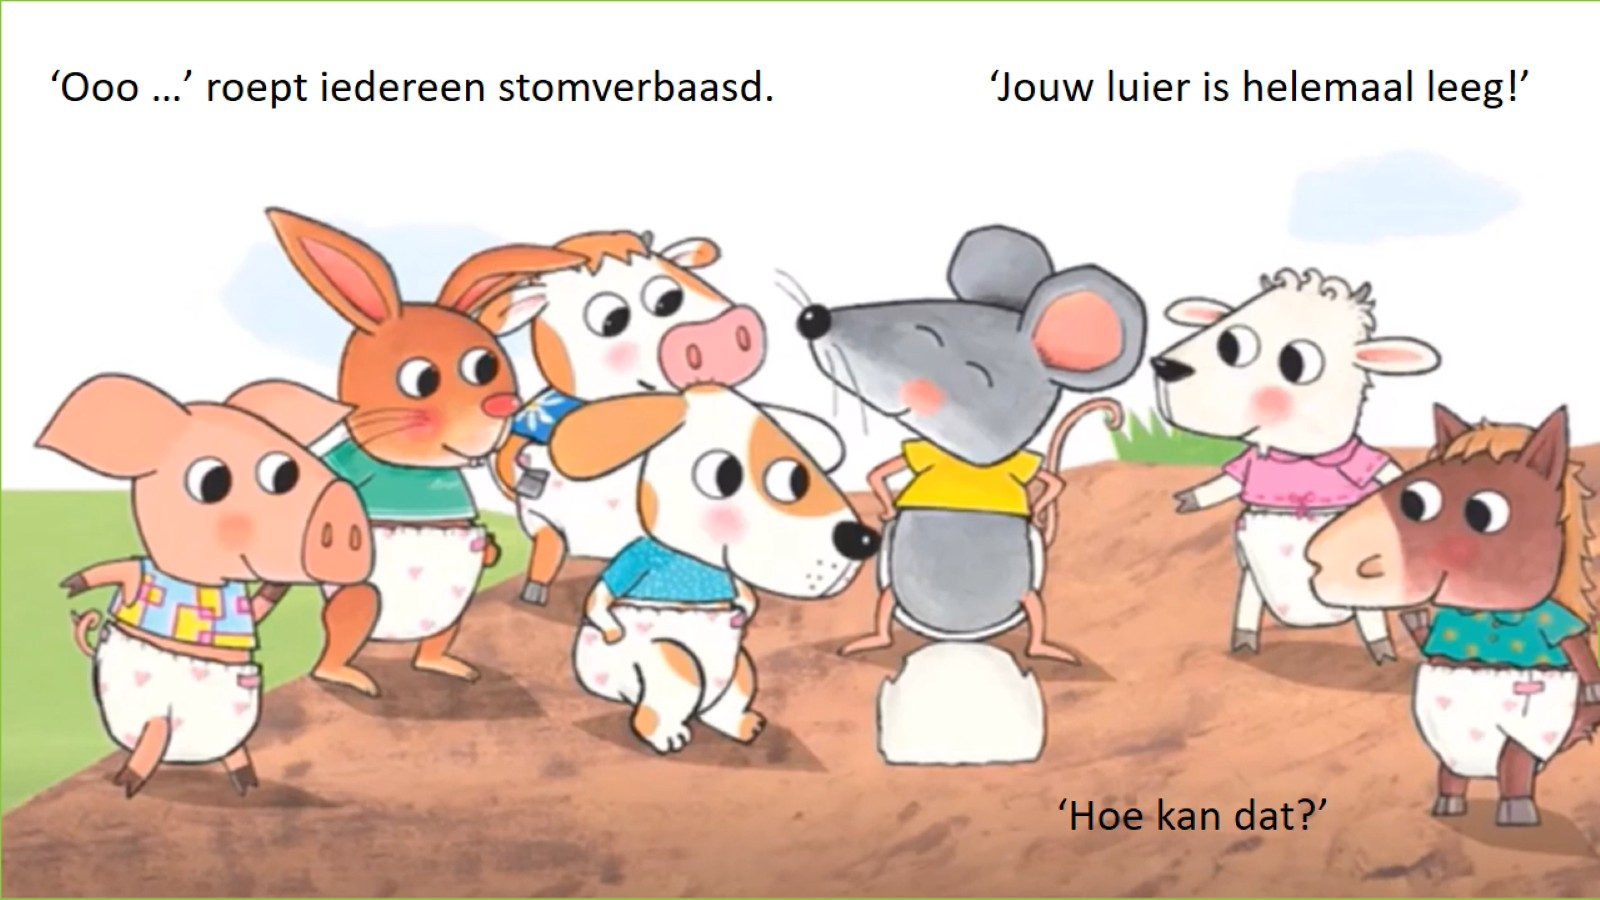 ‘Ooo ...’ roept iedereen stomverbaasd.
‘Jouw luier is helemaal leeg!’
‘Hoe kan dat?’